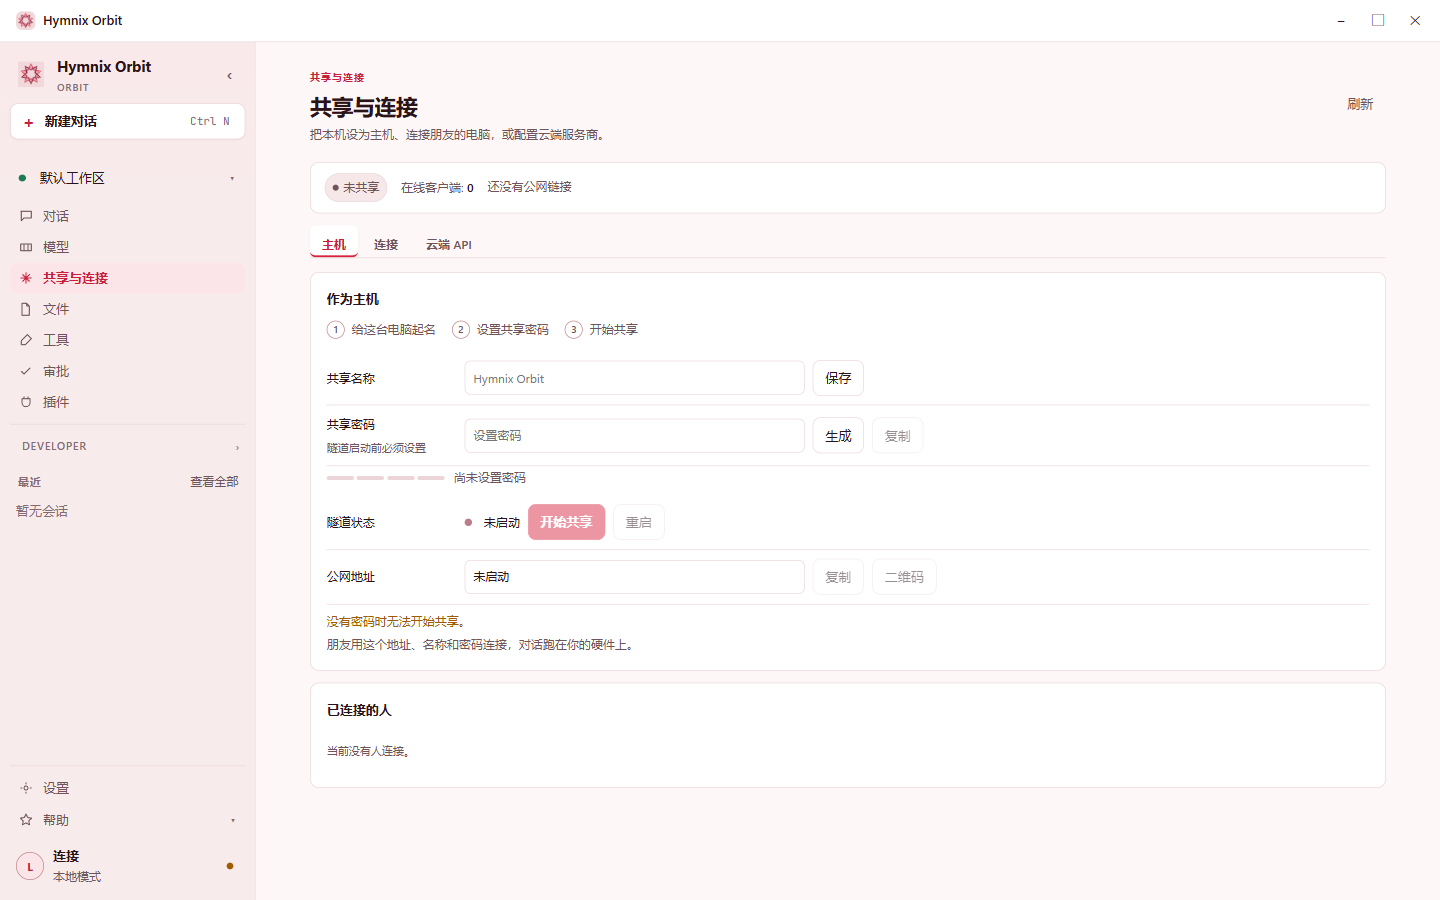 Hymnix Orbit
Hymnix Orbit
ORBIT
+ 新建对话 Ctrl N
默认工作区
对话
模型
共享与连接
文件
工具
审批
插件
DEVELOPER
最近 查看全部
暂无会话
设置
帮助
L
连接
本地模式
共享与连接
共享与连接
刷新
把本机设为主机、连接朋友的电脑，或配置云端服务商。
未共享 在线客户端: 0 还没有公网链接
主机 连接 云端 API
作为主机
1 给这台电脑起名 2 设置共享密码 3 开始共享
共享名称 Hymnix Orbit 保存
共享密码 设置密码 生成 复制
隧道启动前必须设置
尚未设置密码
隧道状态 未启动 开始共享 重启
公网地址 未启动 复制 二维码
没有密码时无法开始共享。
朋友用这个地址、名称和密码连接，对话跑在你的硬件上。
已连接的人
当前没有人连接。